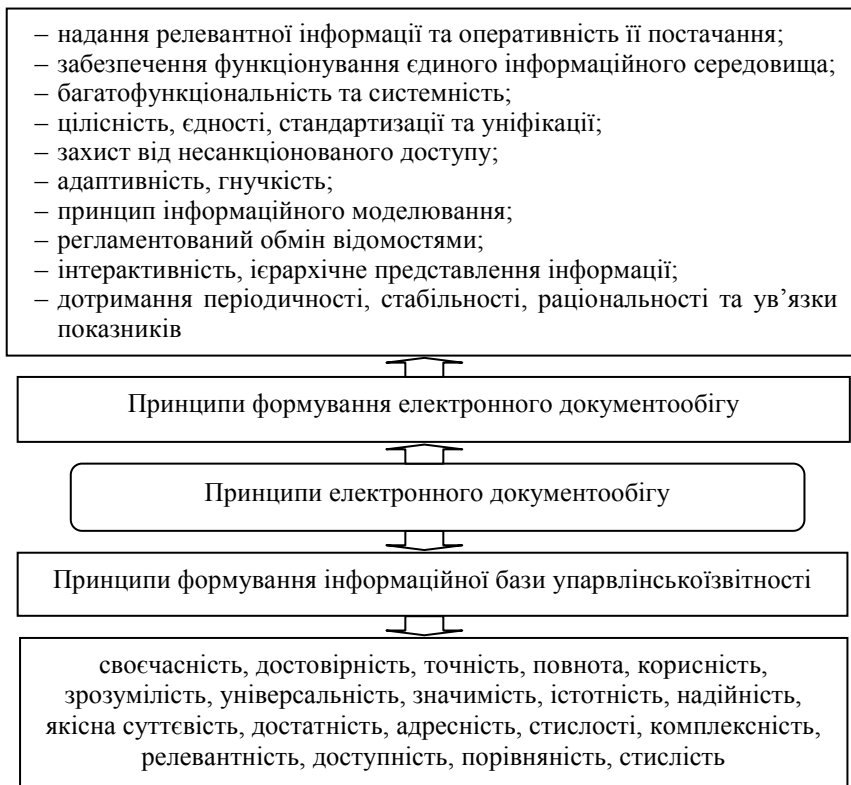 – надання релевантної інформації та оперативність її постачання;
– забезпечення функціонування єдиного інформаційного середовища;
– багатофункціональність та системність;
– цілісність, єдності, стандартизації та уніфікації;
– захист від несанкціонованого доступу;
– адаптивність, гнучкість;
– принцип інформаційного моделювання;
– регламентований обмін відомостями;
– інтерактивність, ієрархічне представлення інформації;
– дотримання періодичності, стабільності, раціональності та ув’язки
показників
Принципи формування електронного документообігу
Принципи електронного документообігу
Принципи формування інформаційної бази упарвлінськоїзвітності
своєчасність, достовірність, точність, повнота, корисність,
зрозумілість, універсальність, значимість, істотність, надійність,
якісна суттєвість, достатність, адресність, стислості, комплексність,
релевантність, доступність, порівняність, стислість